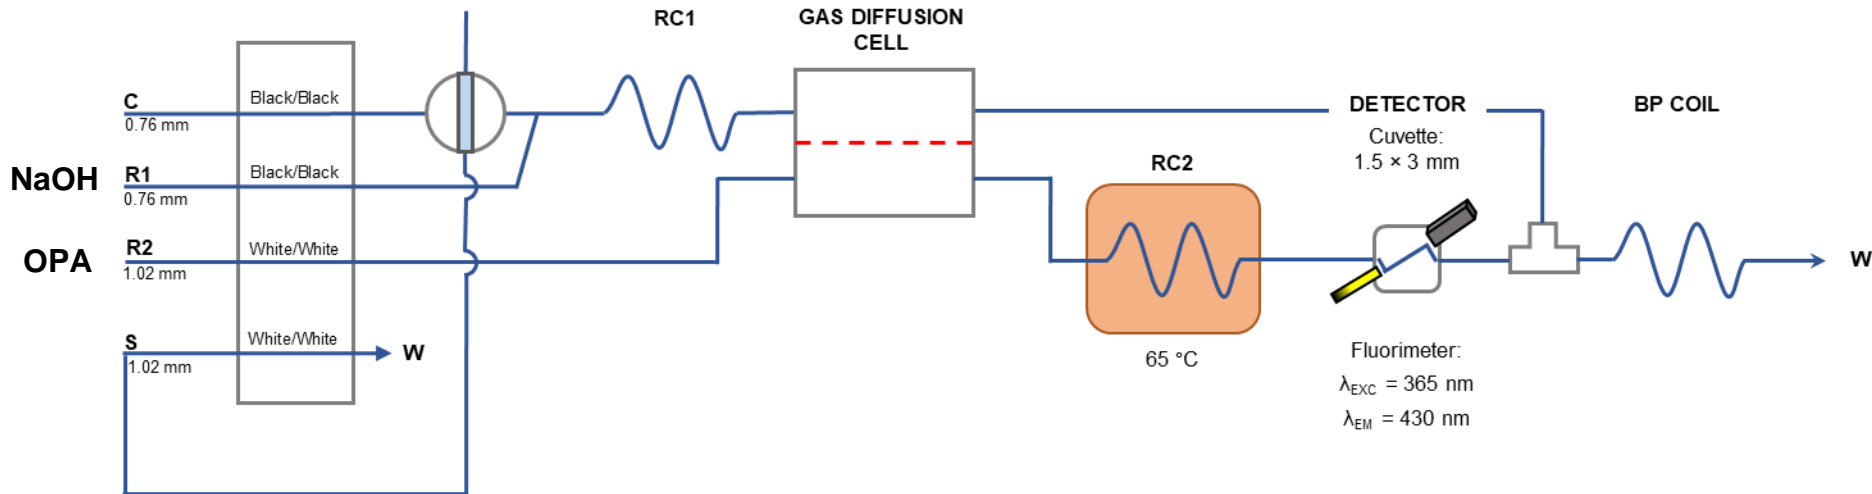 RC1
GAS DIFFUSION
CELL
C
Black/Black
0.76 mm
DETECTOR
BP COIL
Cuvette:
1.5 × 3 mm
NaOH
R1
Black/Black
0.76 mm
RC2
OPA
R2
White/White
1.02 mm
W
S
White/White
W
1.02 mm
65 °C
Fluorimeter:
λEXC = 365 nm
λEM = 430 nm